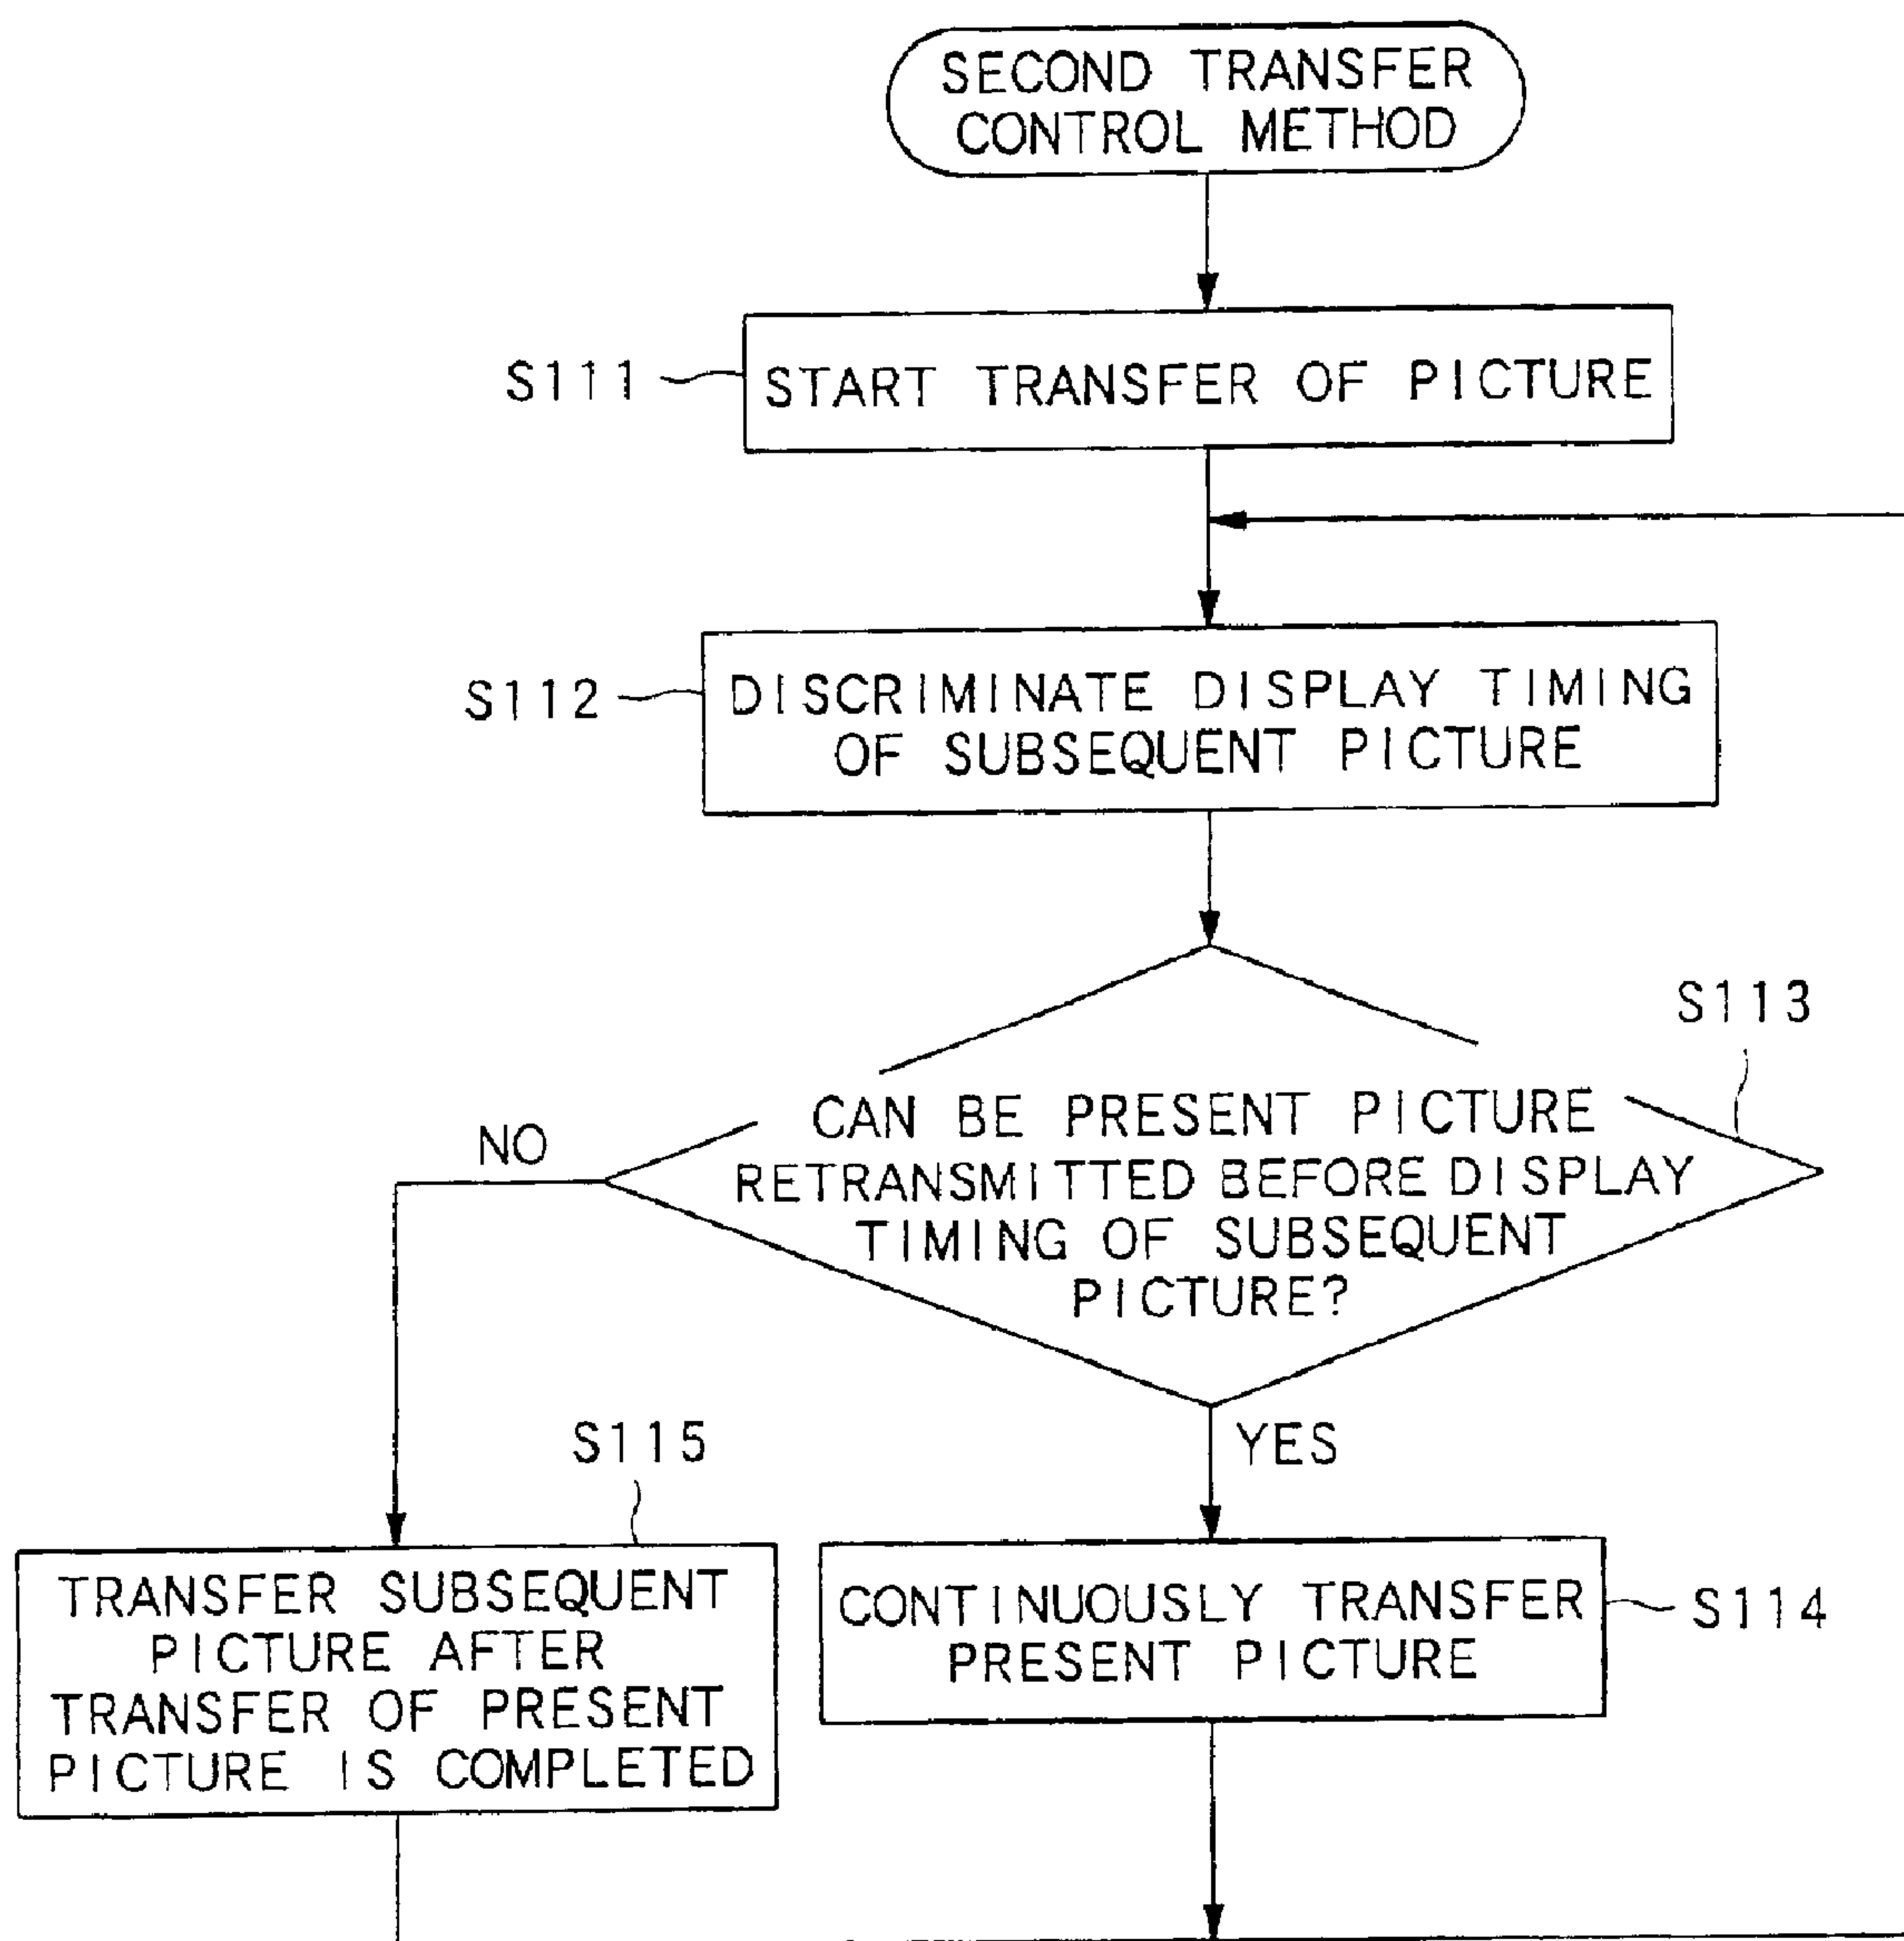 SECOND TRANSFER
CONTROL METHOD
S111
START TRANSFER OF PICTURE
S112
DISCRIMINATE DISPLAY TIMING
OF SUBSEQUENT PICTURE
S113
CAN BE PRESENT PICTURE
RETRANSMITTED BEFORE DISPLAY
TIMING OF SUBSEQUENT
PICTURE?
NO
YES
S115
TRANSFER SUBSEQUENT
PICTURE AFTER
TRANSFER OF PRESENT
PICTURE IS COMPLETED
CONTINUOUSLY TRANSFER
PRESENT PICTURE
S114